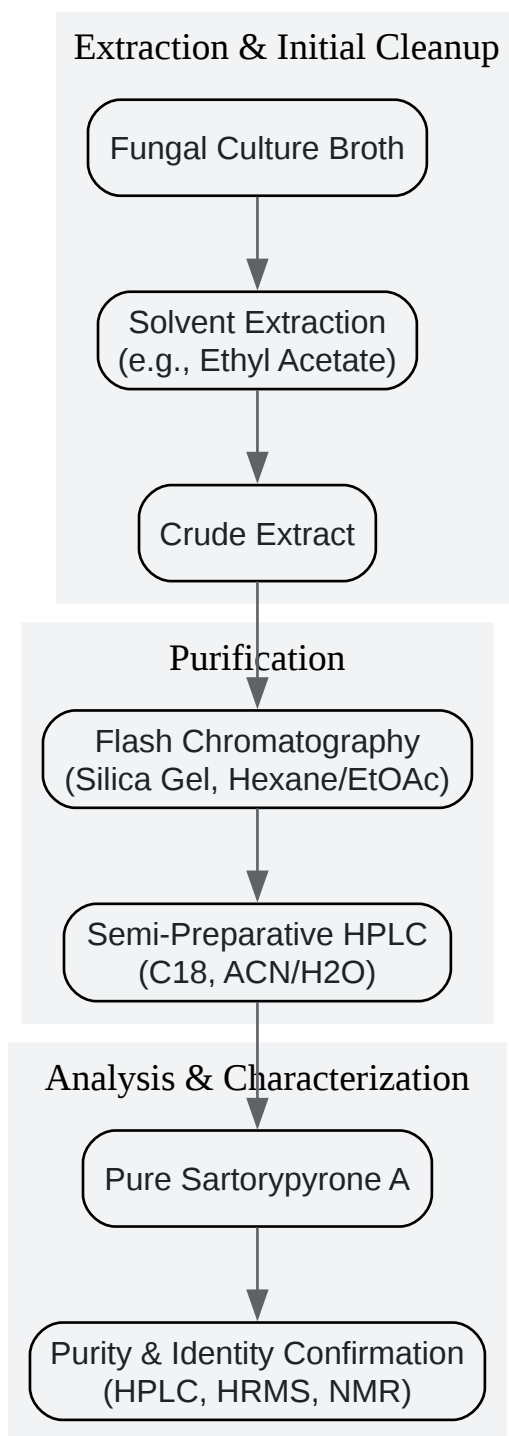 Extraction & Initial Cleanup
Fungal Culture Broth
Solvent Extraction
(e.g., Ethyl Acetate)
Crude Extract
Purification
Flash Chromatography
(Silica Gel, Hexane/EtOAc)
Semi-Preparative HPLC
(C18, ACN/H2O)
Analysis & Characterization
Pure Sartorypyrone A
Purity & Identity Confirmation
(HPLC, HRMS, NMR)